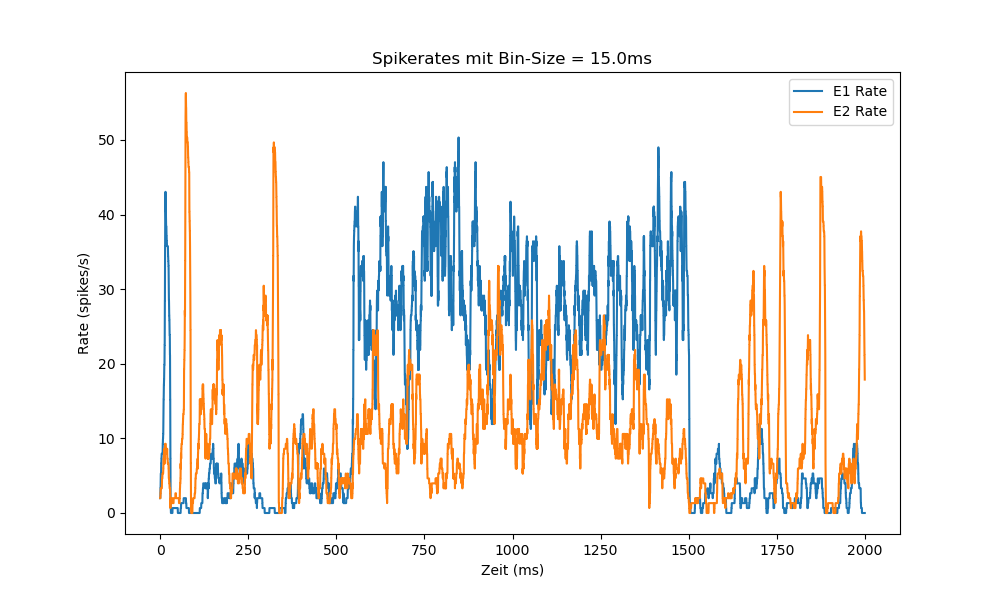 Spikerates mit Bin-Size = 15.0ms
E1 Rate
E2 Rate
Rate (spikes/s)
50
40
30
20
10
0
0 250 500 750 1000 1250 1500 1750 2000
Zeit (ms)